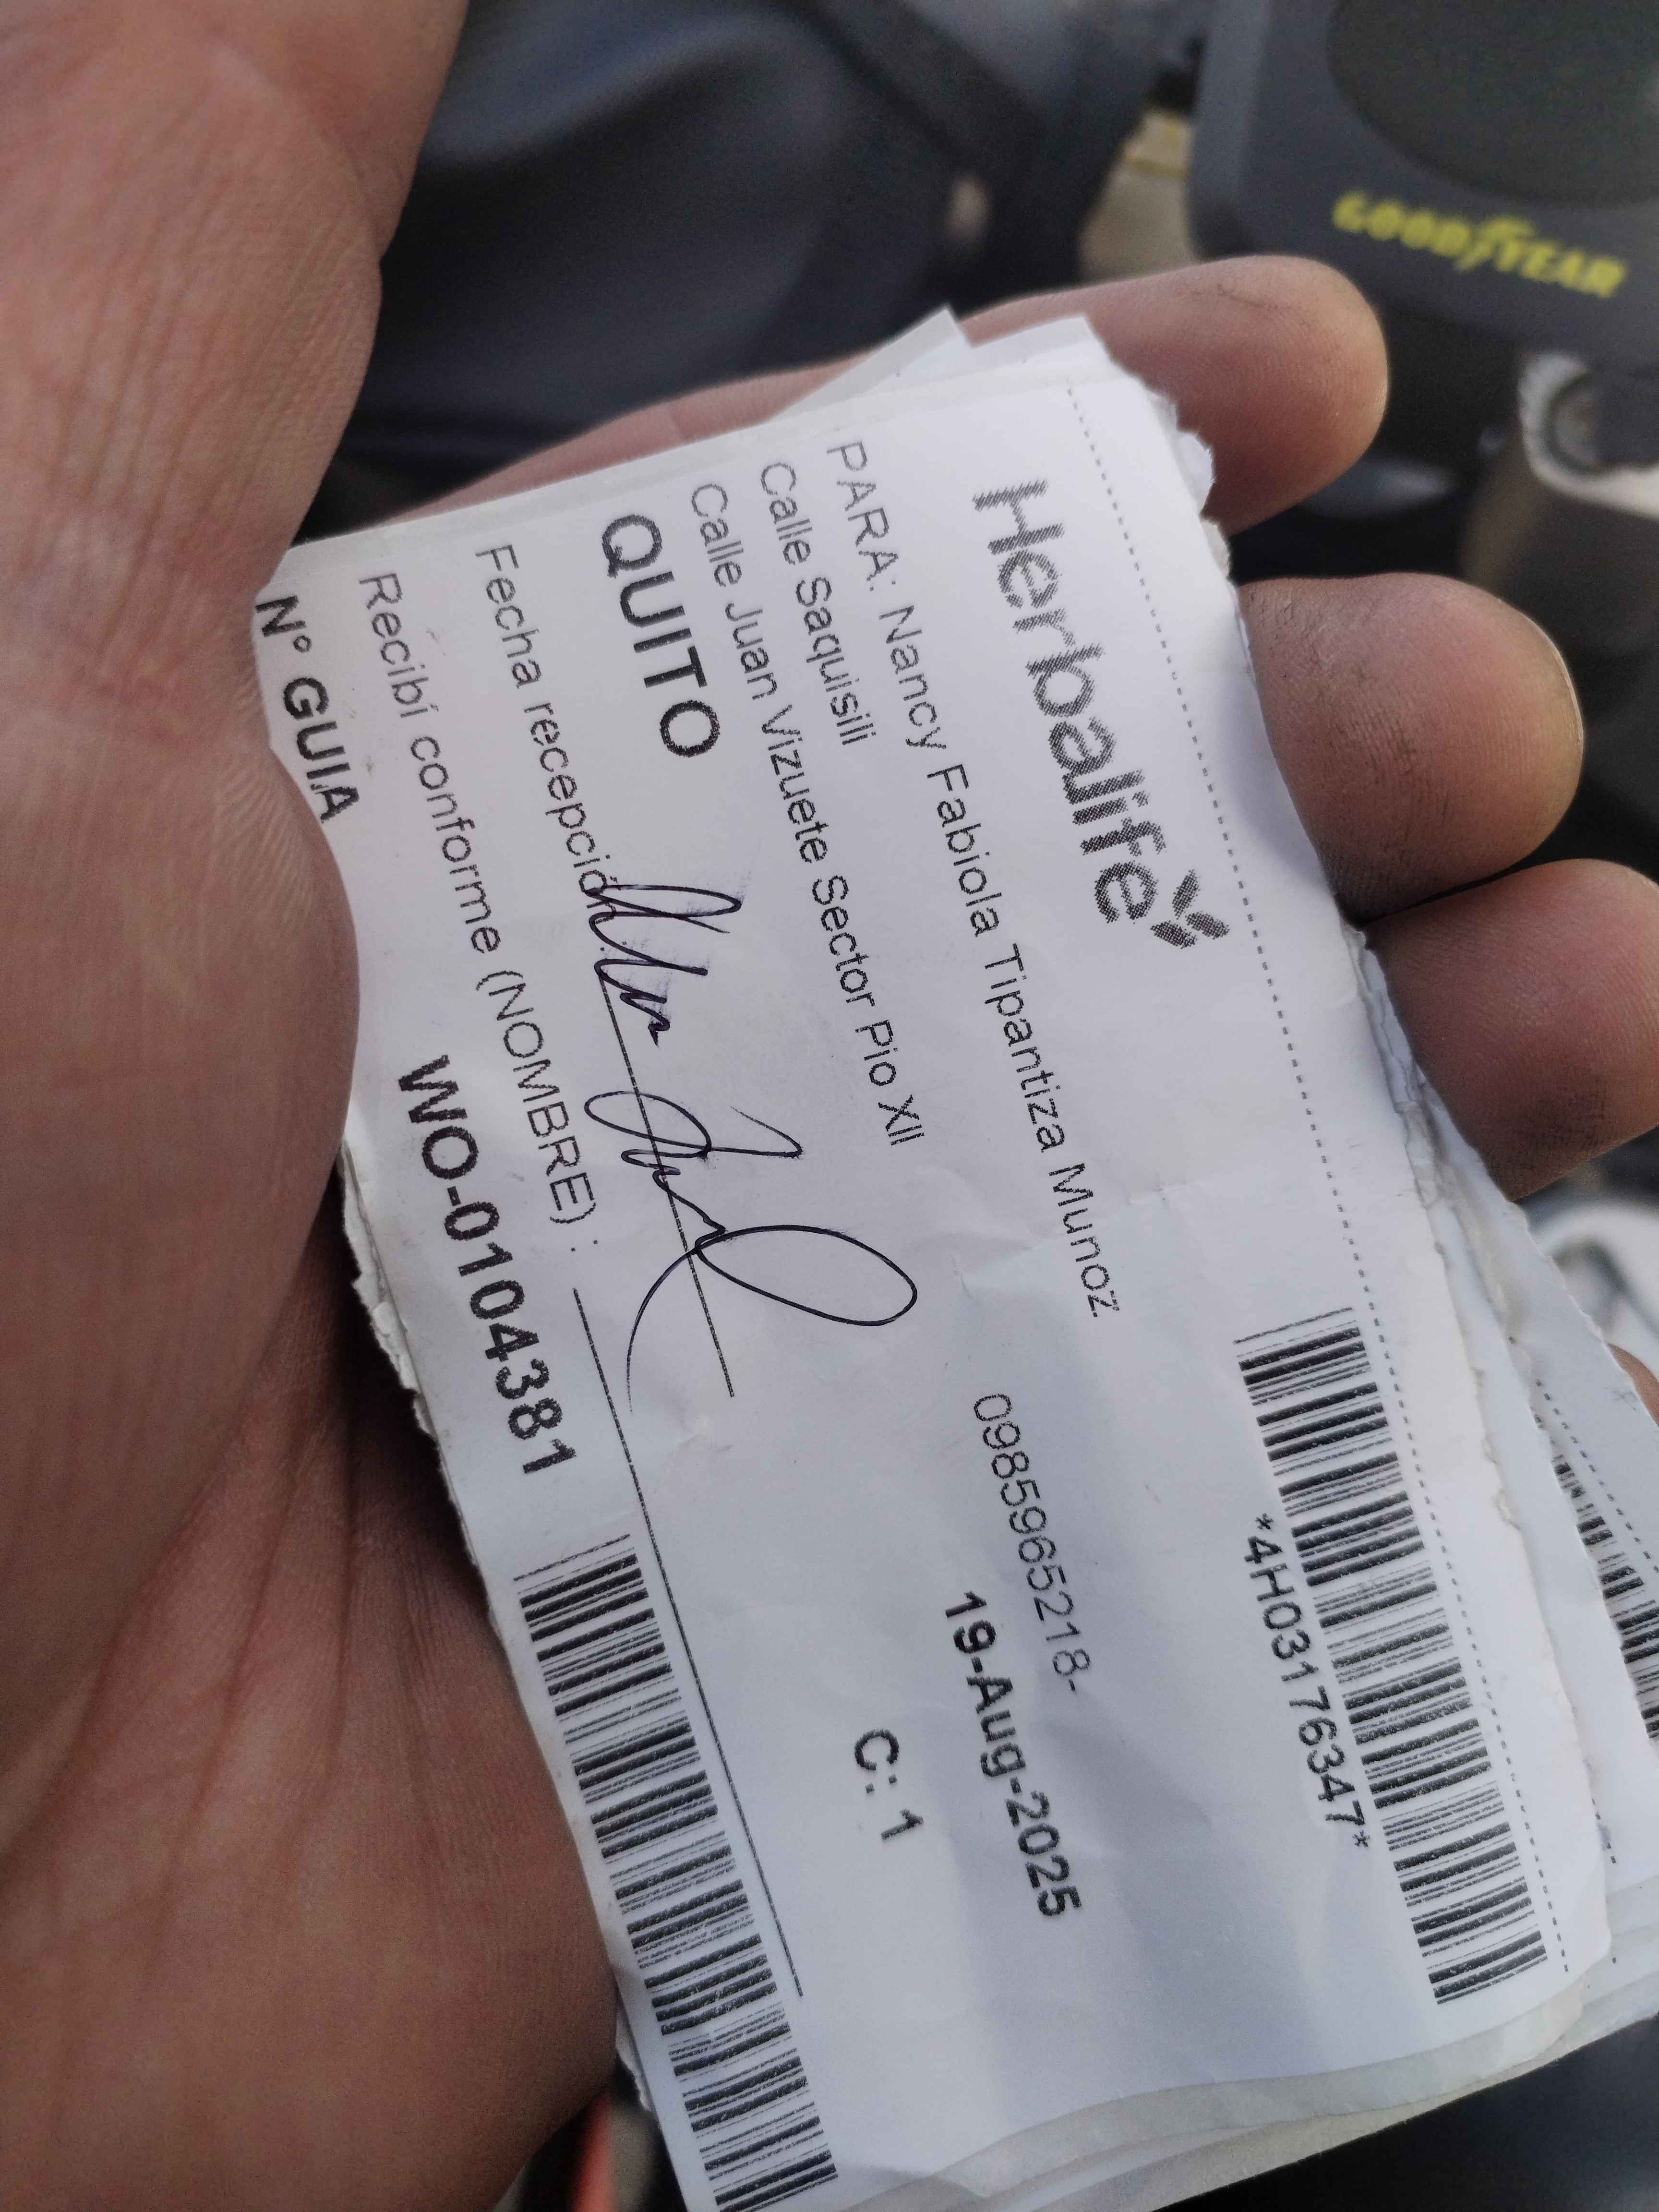 Herbalife
*4H03176347*
PARA: Nancy Fabiola Tipantiza Munoz
Calle Saquisili
0985965218-
Calle Juan Vizuete Sector Pio XII
19-Aug-2025
QUITO
C: 1
Fecha recepción
Recibí conforme (NOMBRE) :
N° GUIA
WO-0104381
GOODYEAR